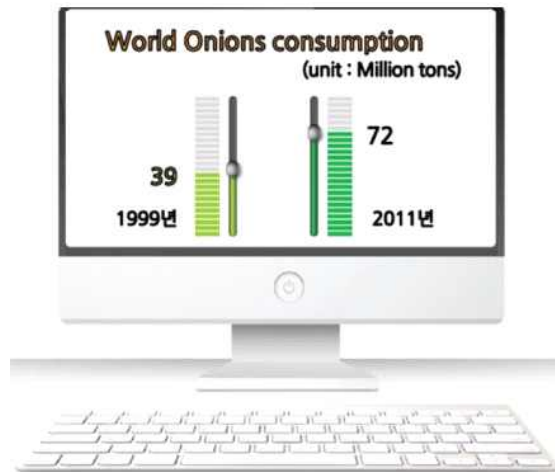 World Onions consumption
(unit : Million tons)
39
72
1999년
2011년